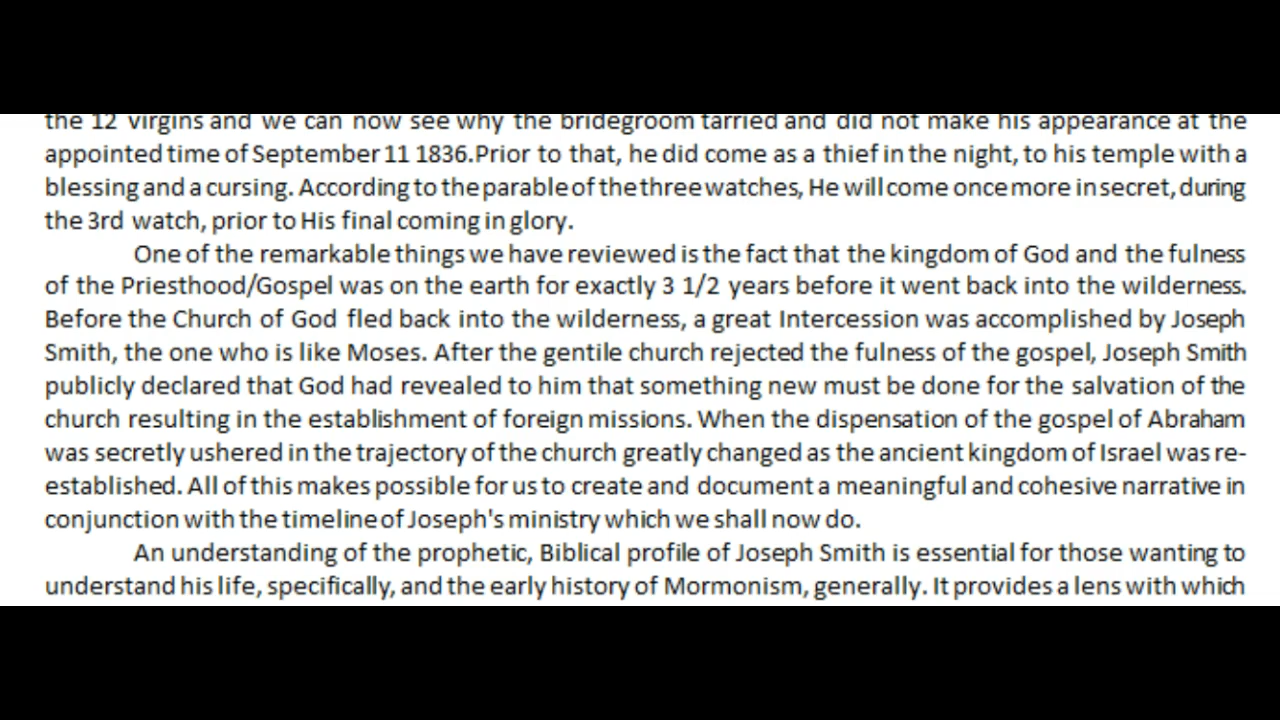 the 12 virgins and we can now see why the bridegroom tarried and did not make his appearance at the
appointed time of September 11 1836.Prior to that, he did come as a thief in the night, to his temple with a
blessing and a cursing. According to the parable of the three watches, He will come once more in secret, during
the 3rd watch, prior to His final coming in glory.
One of the remarkable things we have reviewed is the fact that the kingdom of God and the fulness
of the Priesthood/Gospel was on the earth for exactly 3 1/2 years before it went back into the wilderness.
Before the Church of God fled back into the wilderness, a great Intercession was accomplished by Joseph
Smith, the one who is like Moses. After the gentile church rejected the fulness of the gospel, Joseph Smith
publicly declared that God had revealed to him that something new must be done for the salvation of the
church resulting in the establishment of foreign missions. When the dispensation of the gospel of Abraham
was secretly ushered in the trajectory of the church greatly changed as the ancient kingdom of Israel was re-
established. All of this makes possible for us to create and document a meaningful and cohesive narrative in
conjunction with the timeline of Joseph's ministry which we shall now do.
An understanding of the prophetic, Biblical profile of Joseph Smith is essential for those wanting to
understand his life, specifically, and the early history of Mormonism, generally. It provides a lens with which